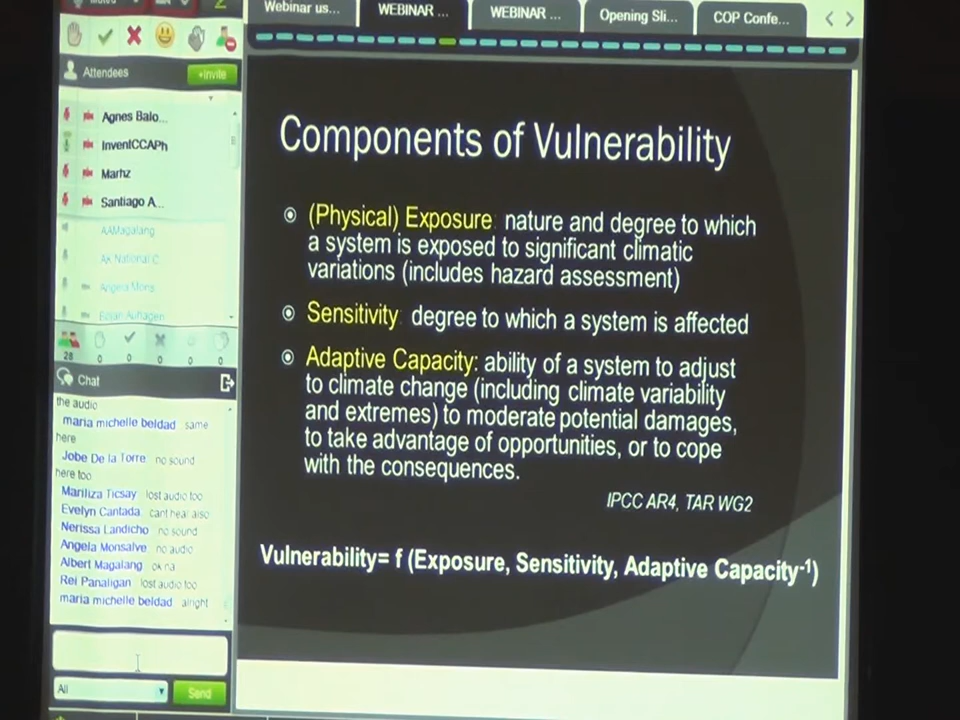 Webinar us...
WEBINAR ...
WEBINAR ...
Opening Sli...
COP Confe...
Attendees
+Invite
Agnes Balo...
InvenICCAPh
Marhz
Santiago A...
AAMagalang
AK National C
Angela Mons
28 0 0 0 0 0
Chat
the audio
maria michelle beldad same
here
Jobe De la Torre no sound
here too
Mariliza Ticsay lost audio too
Evelyn Cantada cant hear also
Nerissa Landicho no sound
Angela Monsalve no audio
Albert Magalang ok na
Rei Panaligan lost audio too
maria michelle beldad alright
All
Send
Components of Vulnerability
(Physical) Exposure: nature and degree to which
a system is exposed to significant climatic
variations (includes hazard assessment)
Sensitivity: degree to which a system is affected
Adaptive Capacity: ability of a system to adjust
to climate change (including climate variability
and extremes) to moderate potential damages,
to take advantage of opportunities, or to cope
with the consequences.
IPCC AR4, TAR WG2
Vulnerability= f (Exposure, Sensitivity, Adaptive Capacity⁻¹)